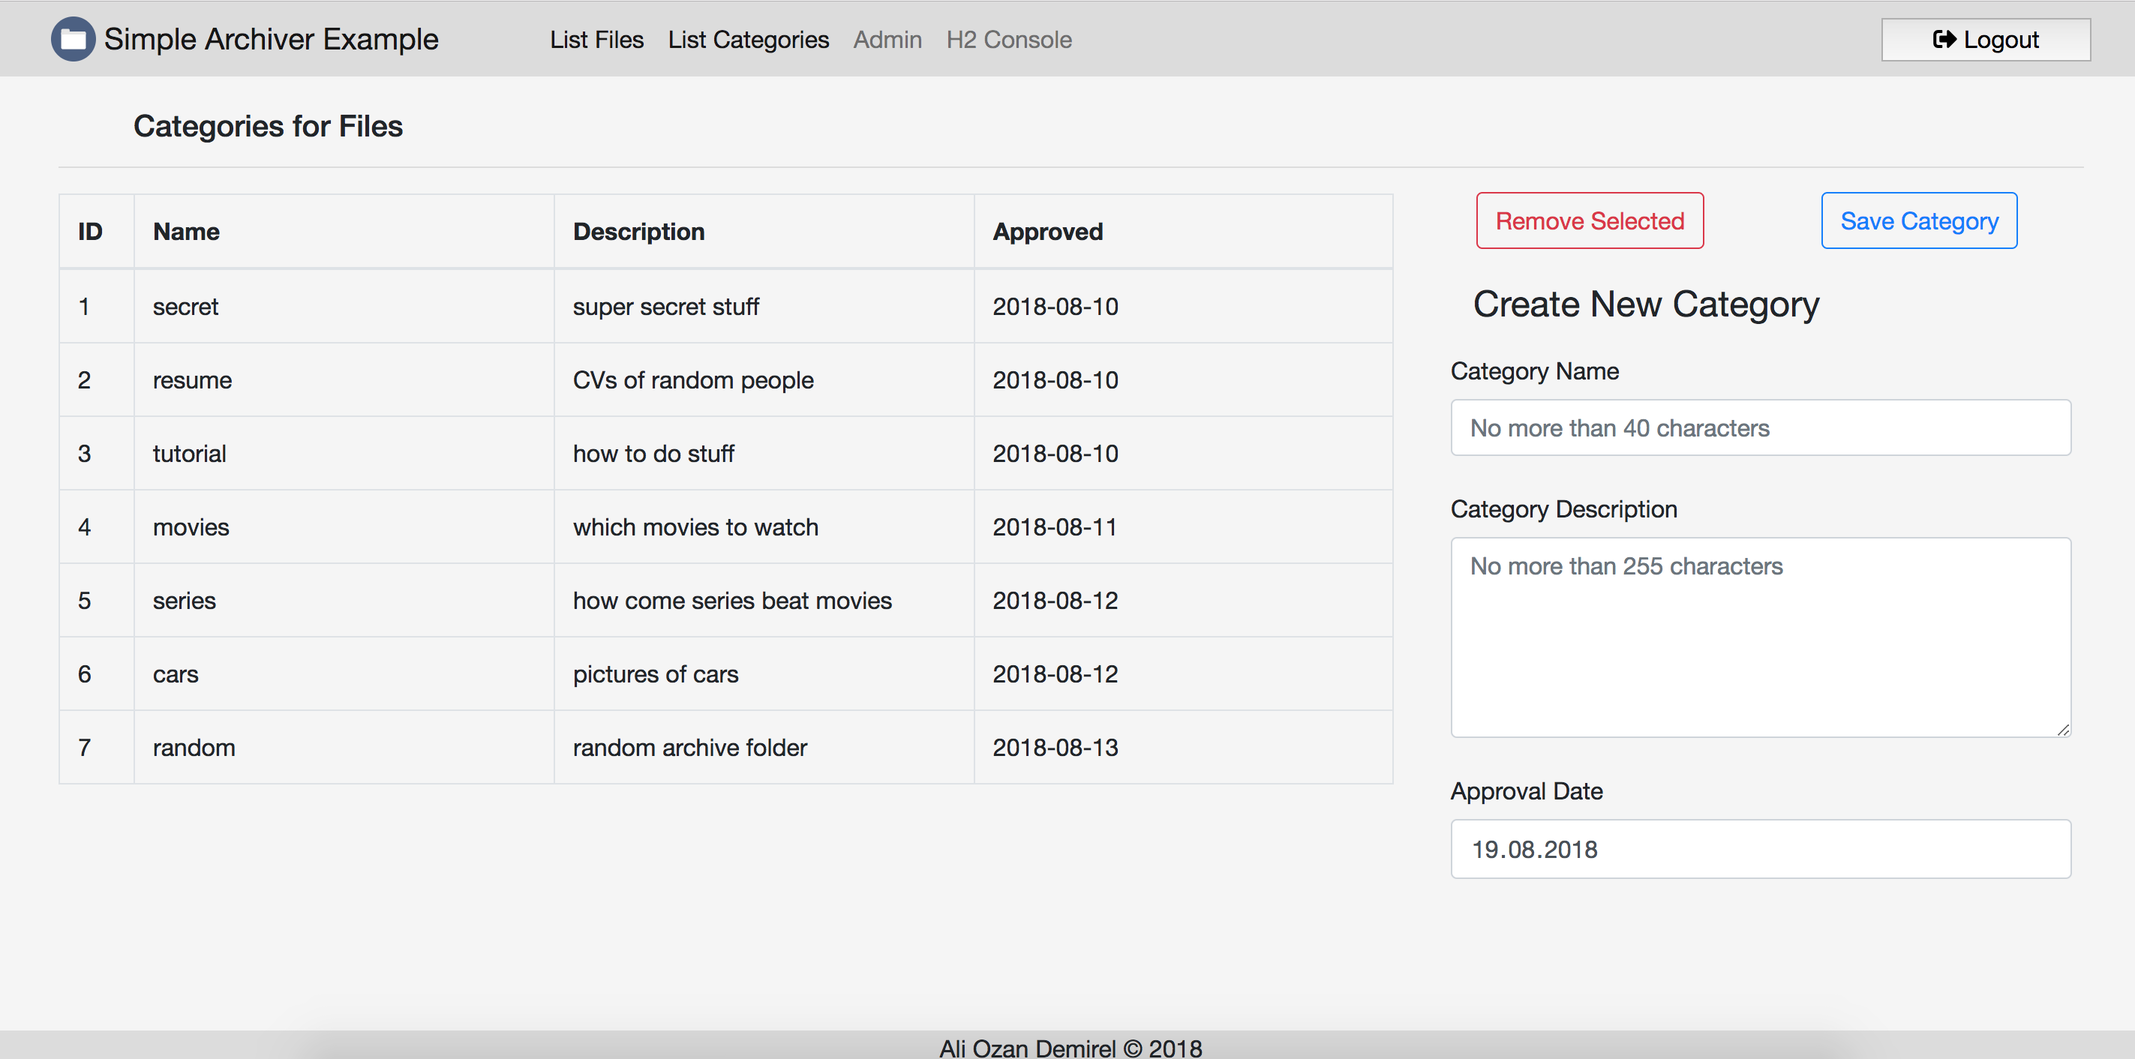 Simple Archiver Example List Files List Categories Admin H2 Console Logout
Categories for Files
ID Name Description Approved
1 secret super secret stuff 2018-08-10
2 resume CVs of random people 2018-08-10
3 tutorial how to do stuff 2018-08-10
4 movies which movies to watch 2018-08-11
5 series how come series beat movies 2018-08-12
6 cars pictures of cars 2018-08-12
7 random random archive folder 2018-08-13
Remove Selected Save Category
Create New Category
Category Name
No more than 40 characters
Category Description
No more than 255 characters
Approval Date
19.08.2018
Ali Ozan Demirel © 2018